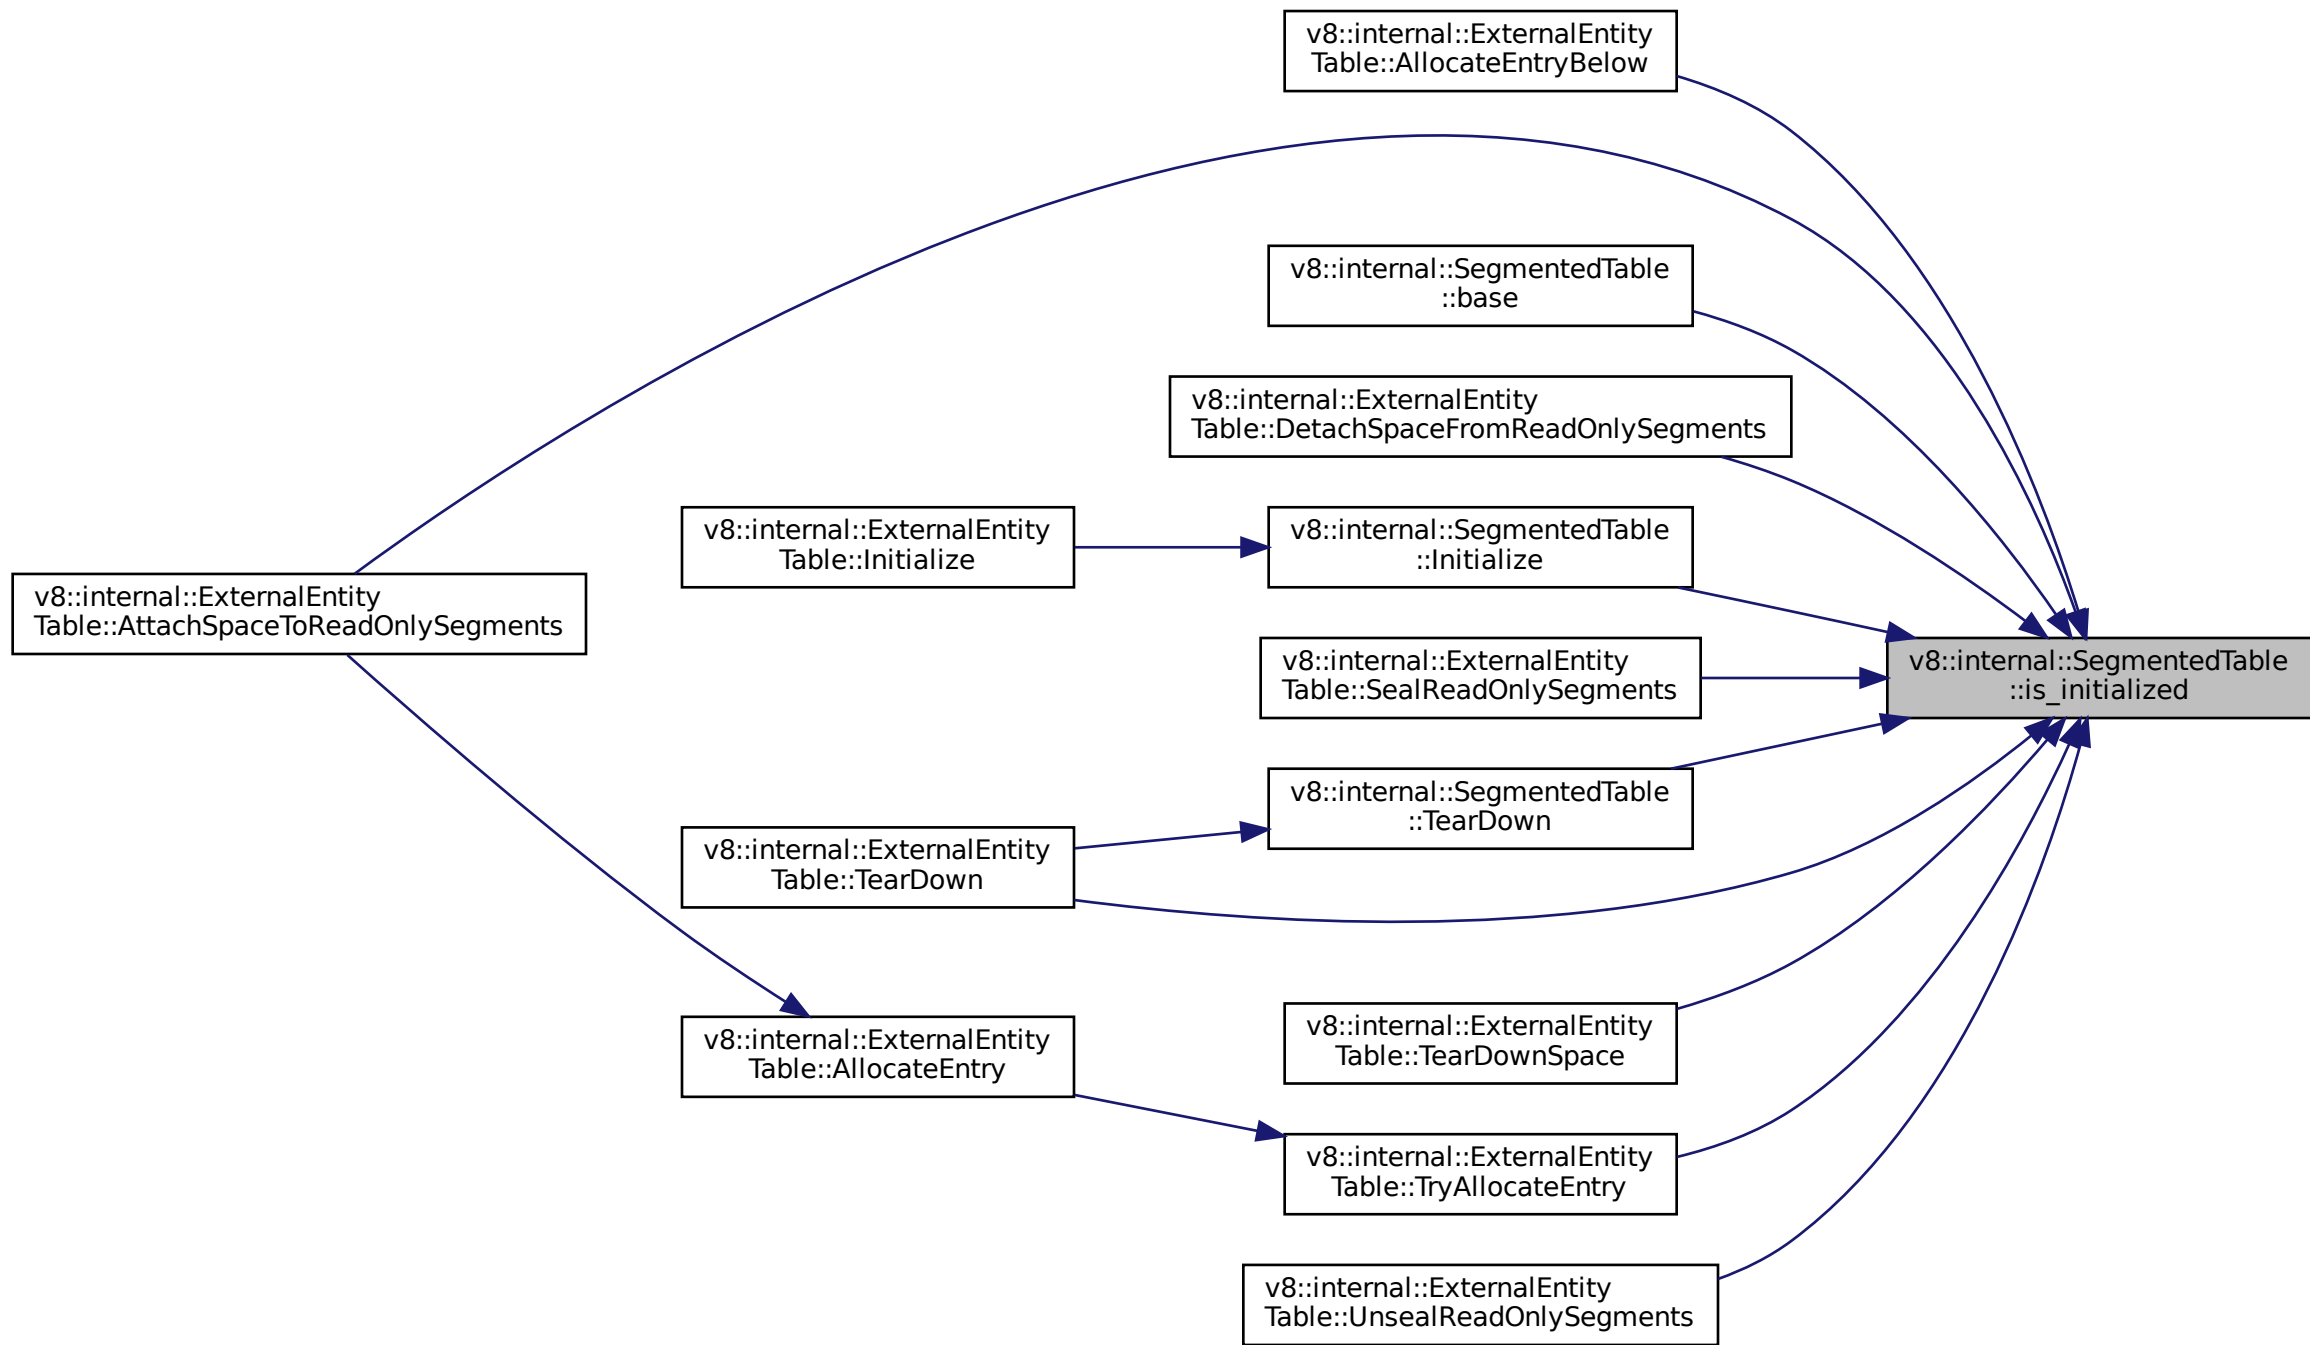 v8::internal::ExternalEntity
Table::AllocateEntryBelow
v8::internal::SegmentedTable
::base
v8::internal::ExternalEntity
Table::DetachSpaceFromReadOnlySegments
v8::internal::ExternalEntity
Table::Initialize
v8::internal::SegmentedTable
::Initialize
v8::internal::ExternalEntity
Table::AttachSpaceToReadOnlySegments
v8::internal::ExternalEntity
Table::SealReadOnlySegments
v8::internal::SegmentedTable
::is_initialized
v8::internal::SegmentedTable
::TearDown
v8::internal::ExternalEntity
Table::TearDown
v8::internal::ExternalEntity
Table::TearDownSpace
v8::internal::ExternalEntity
Table::AllocateEntry
v8::internal::ExternalEntity
Table::TryAllocateEntry
v8::internal::ExternalEntity
Table::UnsealReadOnlySegments